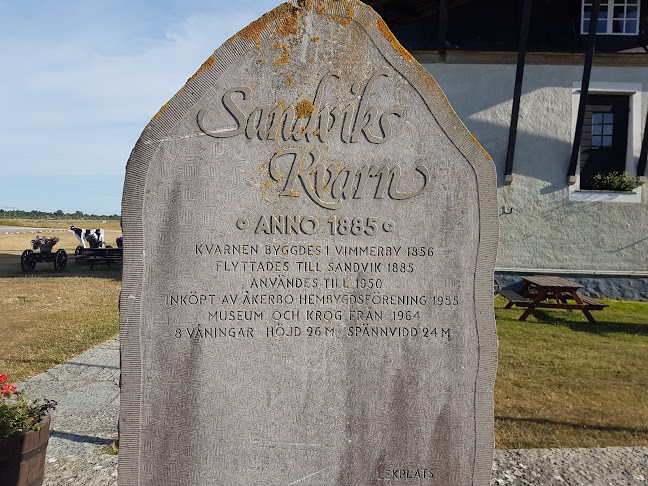 Sandviks
Kvarn
ANNO 1885
KVARNEN BYGGDES I VIMMERBY 1856
FLYTTADES TILL SANDVIK 1885
ANVÄNDES TILL 1950
INKÖPT AV ÅKERBO HEMBYGDSFÖRENING 1955
MUSEUM OCH KROG FRÅN 1964
8 VÅNINGAR HÖJD 26 M SPÄNNVIDD 24 M
LEKPLATS